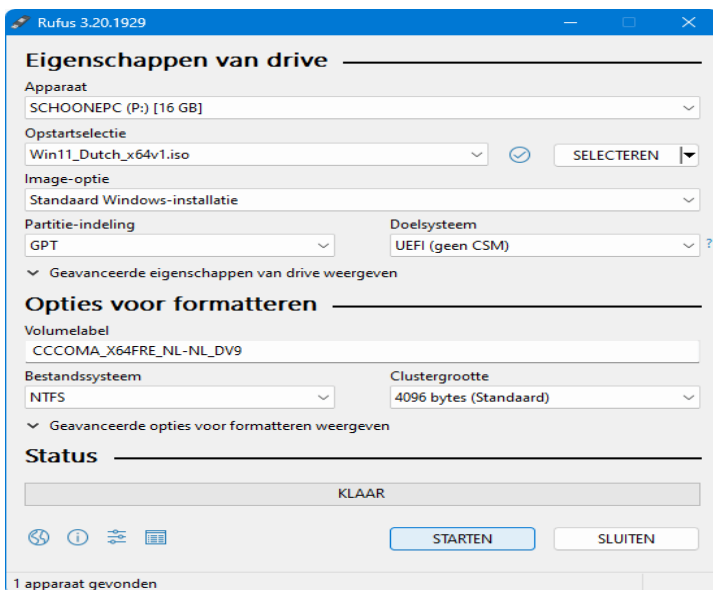 Rufus 3.20.1929
Eigenschappen van drive
Apparaat
SCHOONEPC (P:) [16 GB]
Opstartselectie
Win11_Dutch_x64v1.iso
SELECTEREN
Image-optie
Standaard Windows-installatie
Partitie-indeling Doelsysteem
GPT UEFI (geen CSM) ?
Geavanceerde eigenschappen van drive weergeven
Opties voor formatteren
Volumelabel
CCCOMA_X64FRE_NL-NL_DV9
Bestandssysteem Clustergrootte
NTFS 4096 bytes (Standaard)
Geavanceerde opties voor formatteren weergeven
Status
KLAAR
STARTEN SLUITEN
1 apparaat gevonden